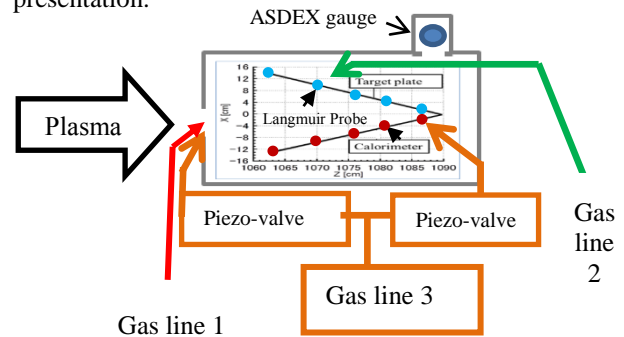 presentation.
ASDEX gauge
Plasma
16
12
8
4
0
-4
-8
-12
-16
X [cm]
Target plate
Langmuir Probe
Calorimeter
1060 1065 1070 1075 1080 1085 1090
Z [cm]
Piezo-valve
Piezo-valve
Gas
line
2
Gas line 3
Gas line 1